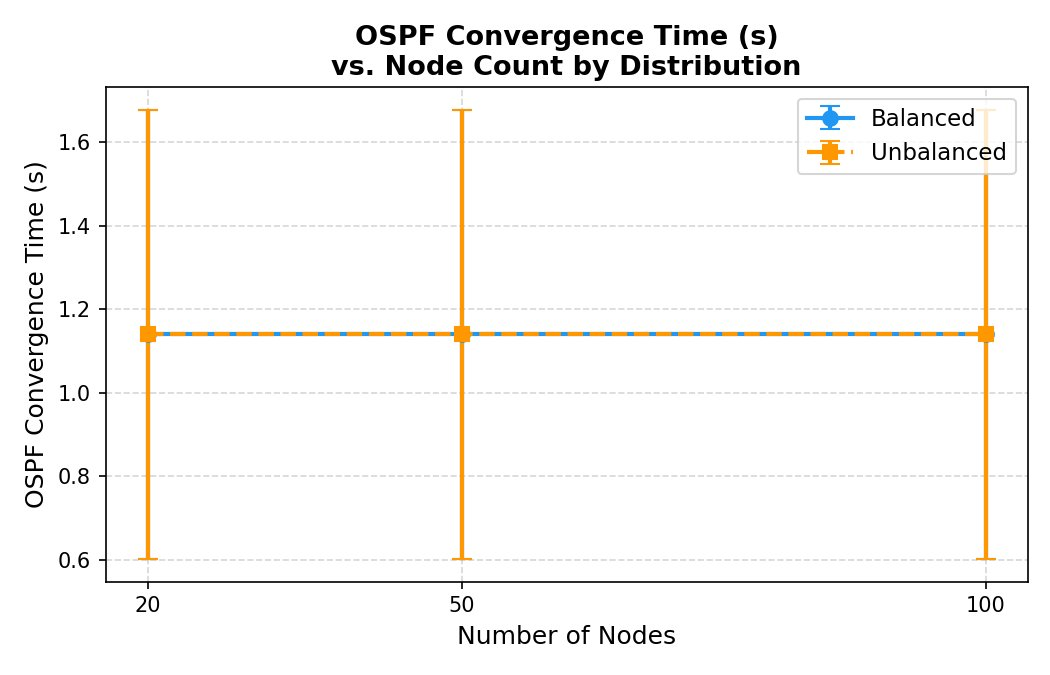 OSPF Convergence Time (s)
vs. Node Count by Distribution
Balanced
Unbalanced
OSPF Convergence Time (s)
1.6
1.4
1.2
1.0
0.8
0.6
20
50
100
Number of Nodes